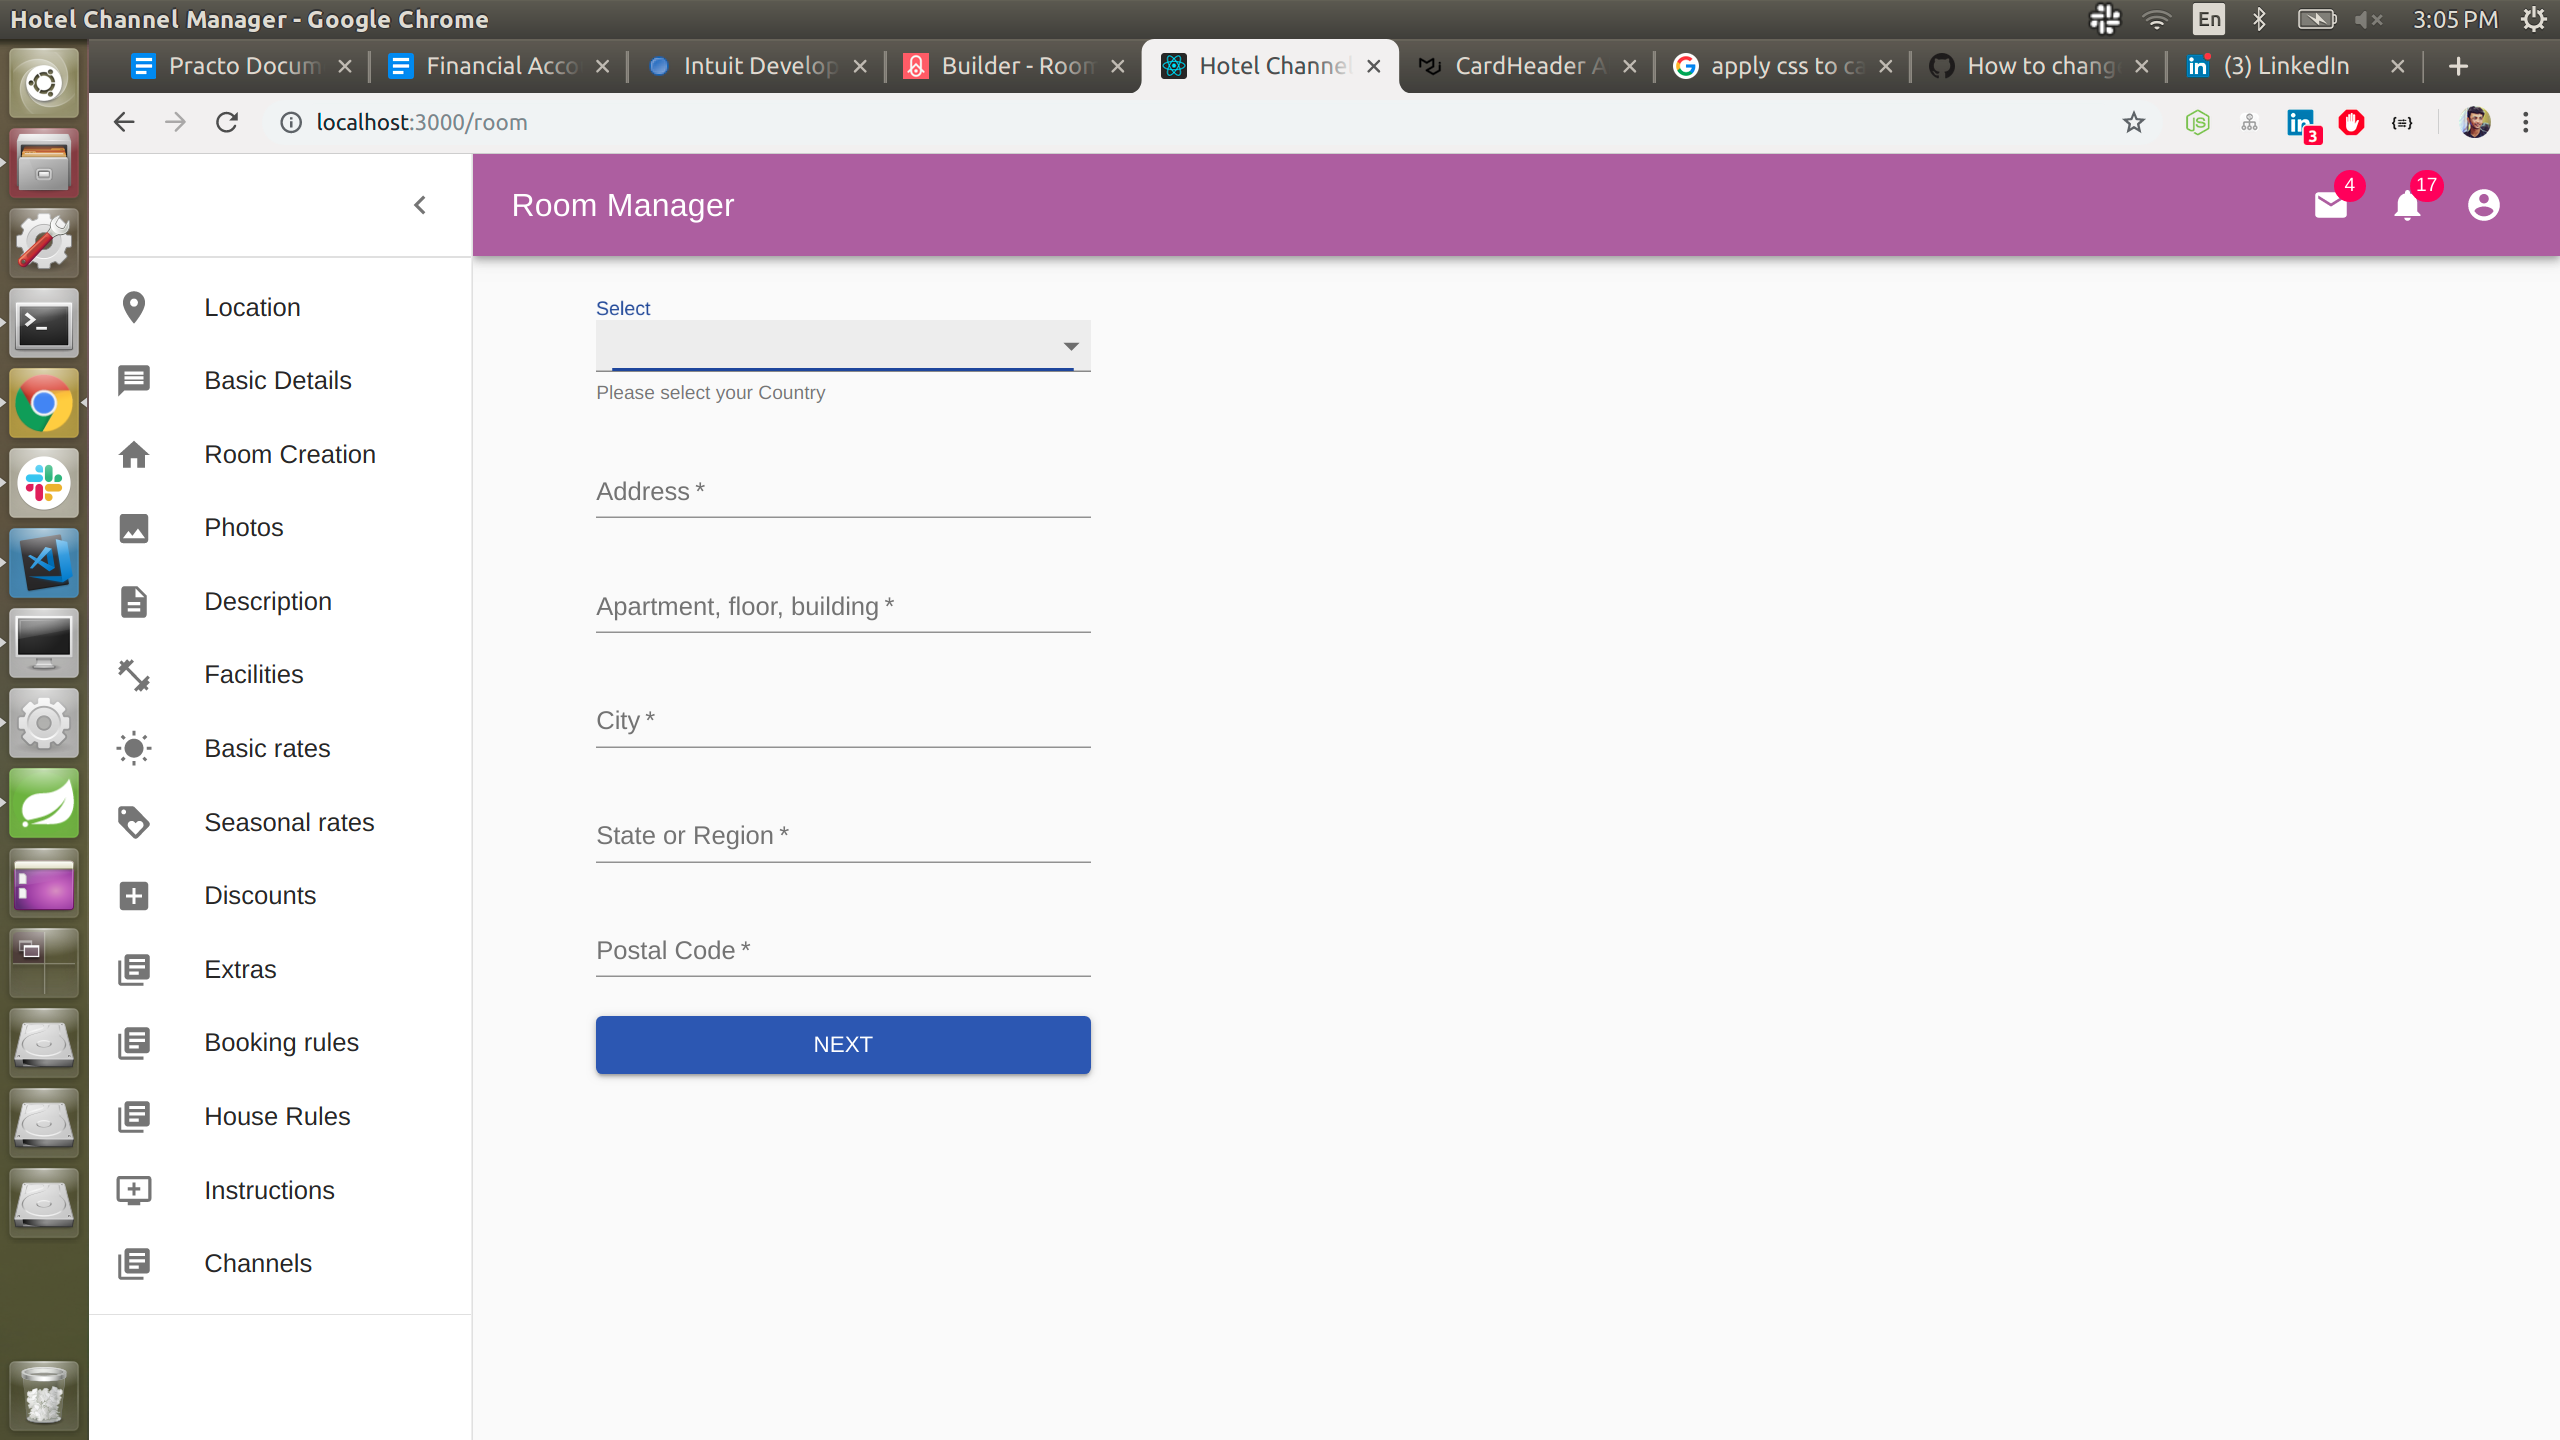 Hotel Channel Manager - Google Chrome
En
3:05 PM
Practo Docum
Financial Acco
Intuit Develop
Builder - Room
Hotel Channel
CardHeader A
apply css to ca
How to chang
(3) LinkedIn
localhost:3000/room
3
Room Manager
4
17
Location
Basic Details
Room Creation
Photos
Description
Facilities
Basic rates
Seasonal rates
Discounts
Extras
Booking rules
House Rules
Instructions
Channels
Select
Please select your Country
Address *
Apartment, floor, building *
City *
State or Region *
Postal Code *
NEXT